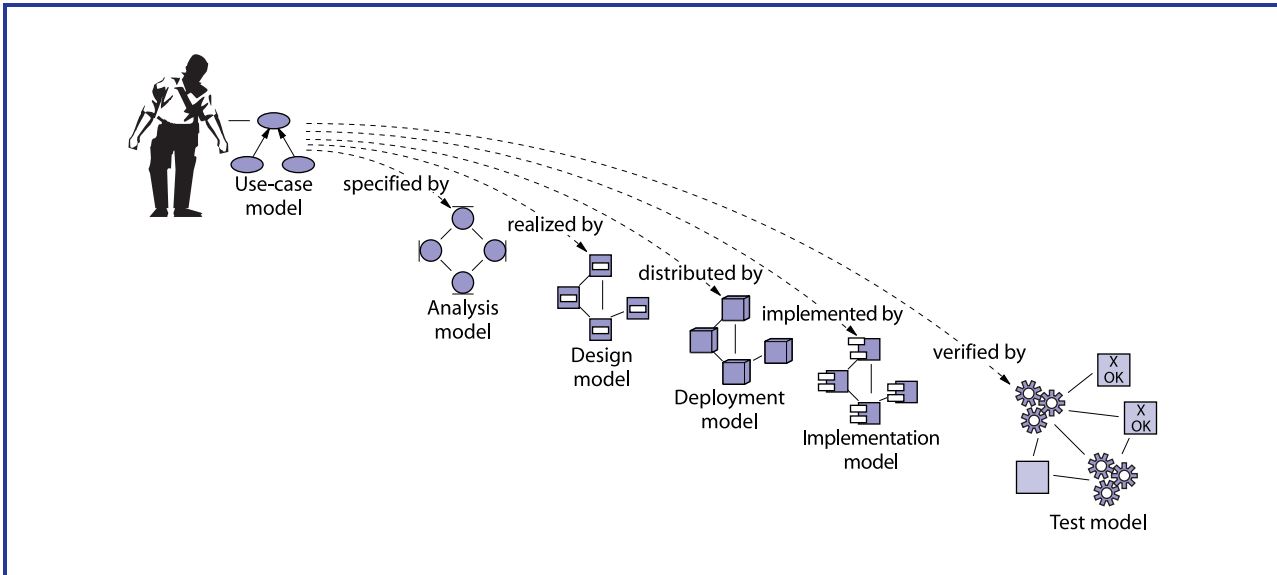 Use-case
model
specified by
Analysis
model
realized by
Design
model
distributed by
Deployment
model
implemented by
Implementation
model
verified by
X
OK
X
OK
Test model